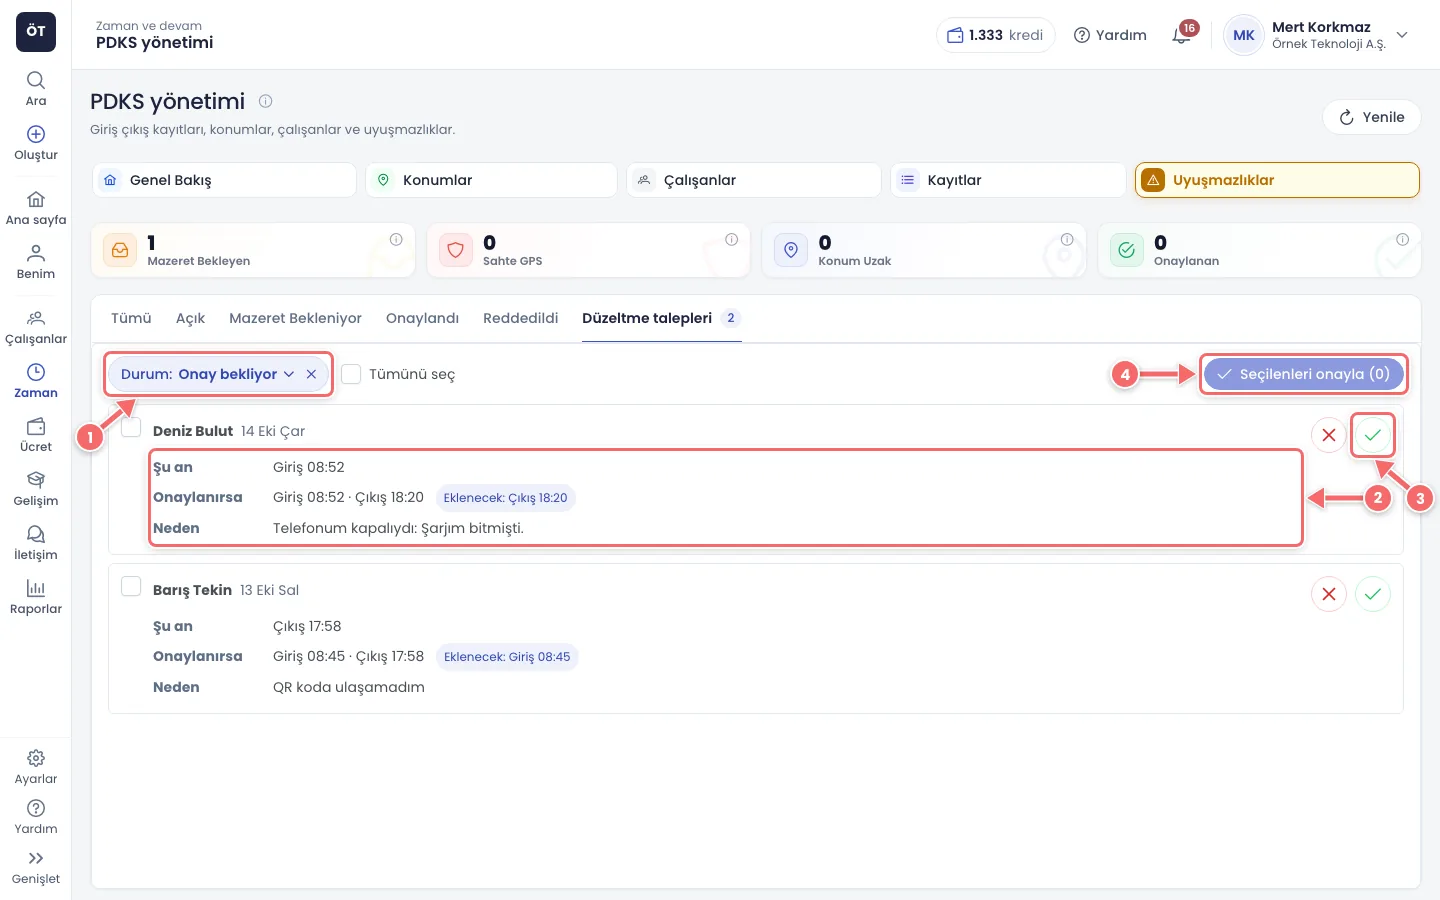 ÖT
Ara
Oluştur
Ana sayfa
Benim
Çalışanlar
Zaman
Ücret
Gelişim
İletişim
Raporlar
Ayarlar
Yardım
Genişlet
Zaman ve devam
PDKS yönetimi
1.333 kredi
Yardım
16
MK
Mert Korkmaz
Örnek Teknoloji A.Ş.
PDKS yönetimi
Giriş çıkış kayıtları, konumlar, çalışanlar ve uyuşmazlıklar.
Yenile
Genel Bakış
Konumlar
Çalışanlar
Kayıtlar
Uyuşmazlıklar
1
Mazeret Bekleyen
0
Sahte GPS
0
Konum Uzak
0
Onaylanan
Tümü
Açık
Mazeret Bekleniyor
Onaylandı
Reddedildi
Düzeltme talepleri 2
Durum: Onay bekliyor
Tümünü seç
4
Seçilenleri onayla (0)
1
Deniz Bulut 14 Eki Çar
Şu an Giriş 08:52
Onaylanırsa Giriş 08:52 · Çıkış 18:20 Eklenecek: Çıkış 18:20
Neden Telefonum kapalıydı: Şarjım bitmişti.
2
3
Barış Tekin 13 Eki Sal
Şu an Çıkış 17:58
Onaylanırsa Giriş 08:45 · Çıkış 17:58 Eklenecek: Giriş 08:45
Neden QR koda ulaşamadım